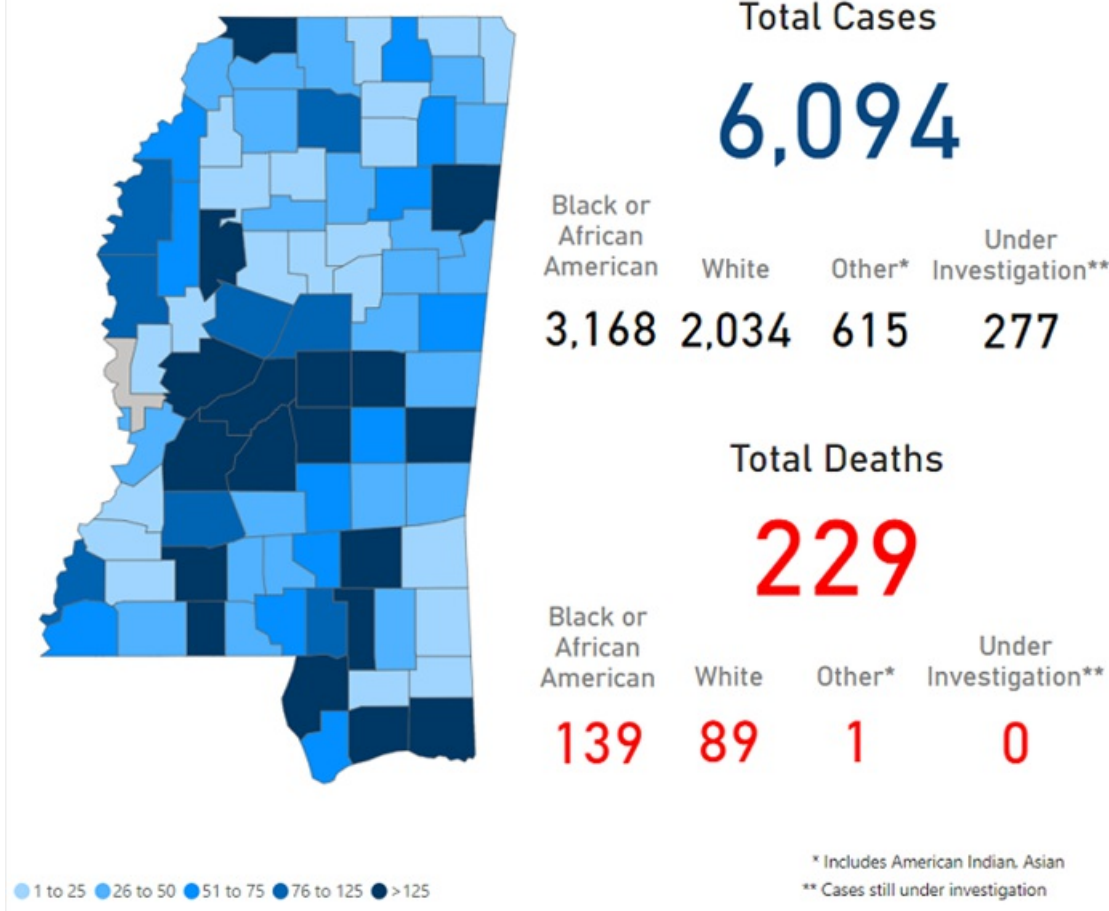 Total Cases
6,094
Black or
African
American
White
Other*
Under
Investigation**
3,168
2,034
615
277
Total Deaths
229
Black or
African
American
White
Other*
Under
Investigation**
139
89
1
0
* Includes American Indian, Asian
** Cases still under investigation
1 to 25
26 to 50
51 to 75
76 to 125
>125